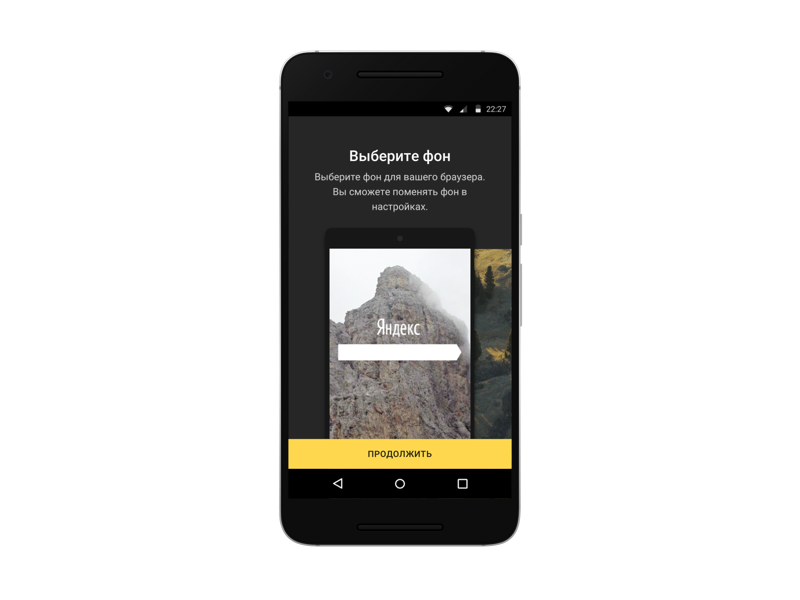 22:27
Выберите фон
Выберите фон для вашего браузера.
Вы сможете поменять фон в
настройках.
Яндекс
ПРОДОЛЖИТЬ